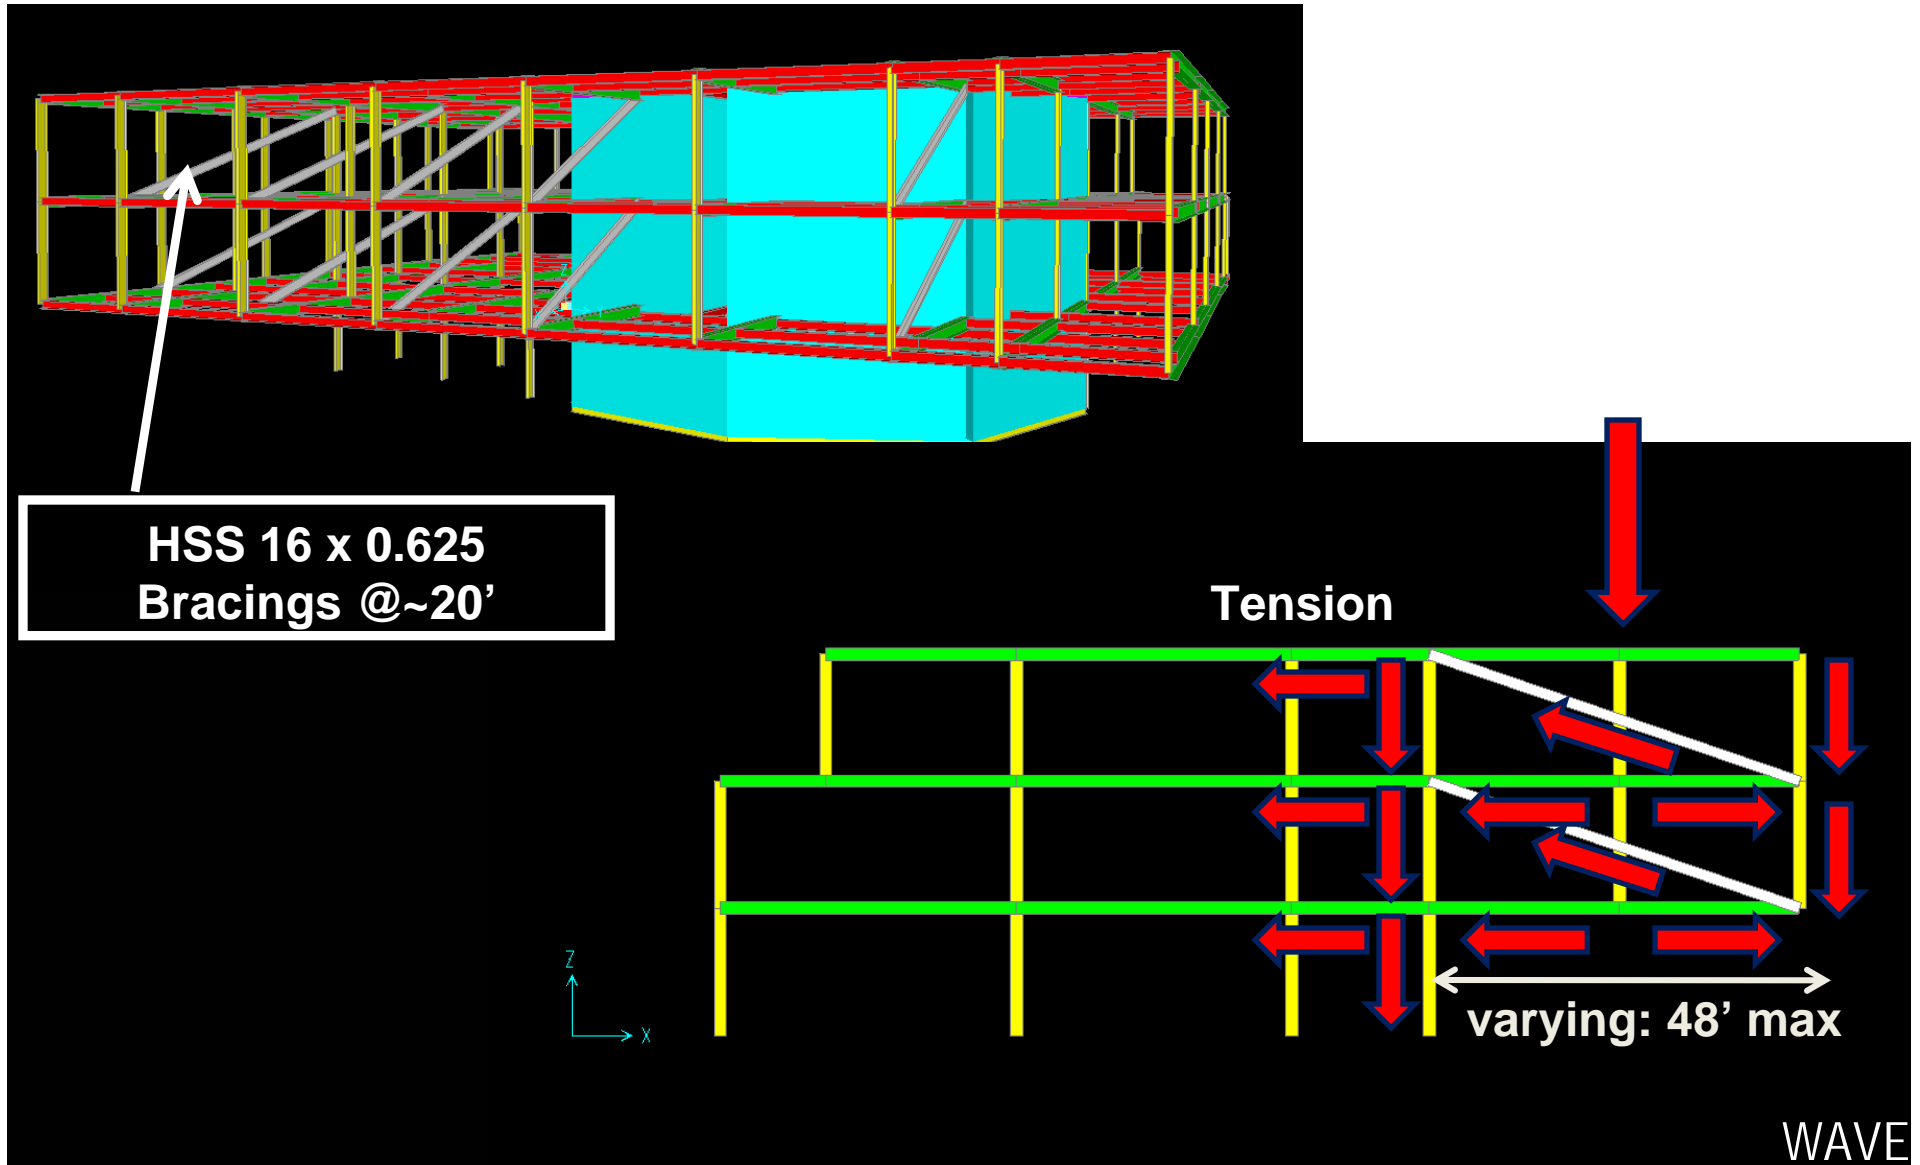 HSS 16 x 0.625
Bracings @~20’
Tension
Z
X
varying: 48’ max
WAVE